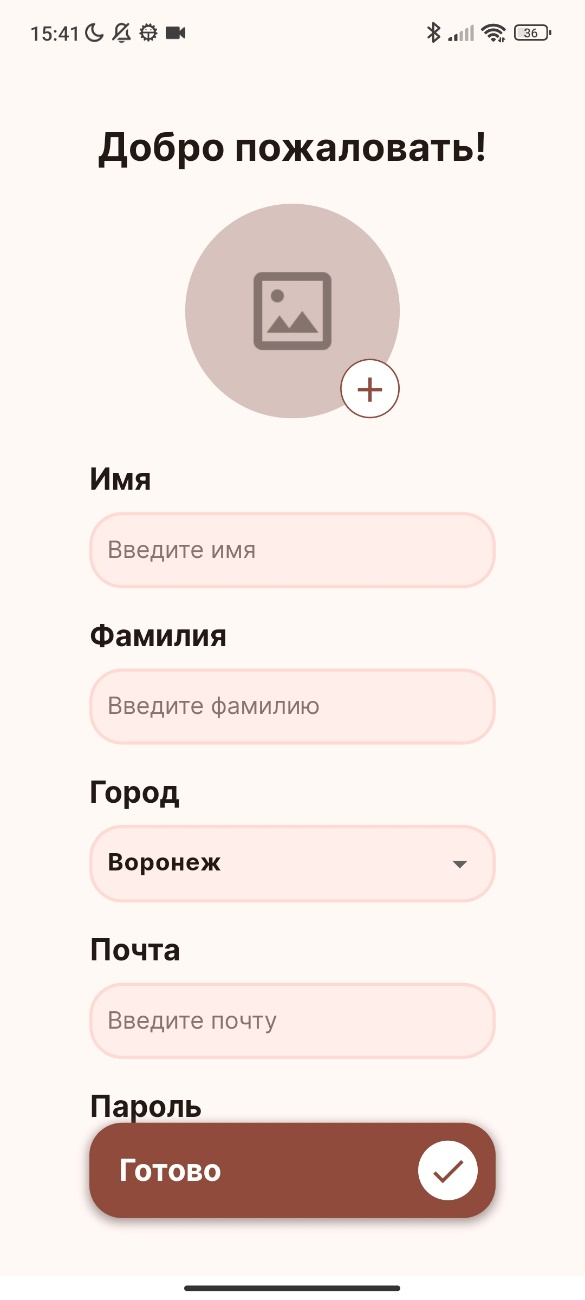 15:41
36
Добро пожаловать!
Имя
Введите имя
Фамилия
Введите фамилию
Город
Воронеж
Почта
Введите почту
Пароль
Готово